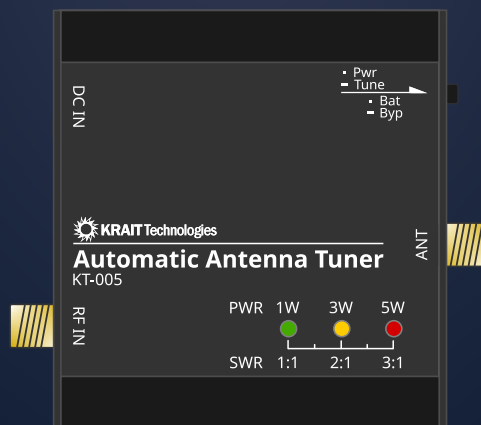 Pwr
Tune
Bat
Byp
DC IN
KRAIT Technologies
Automatic Antenna Tuner
KT-005
ANT
RF IN
PWR 1W 3W 5W
SWR 1:1 2:1 3:1